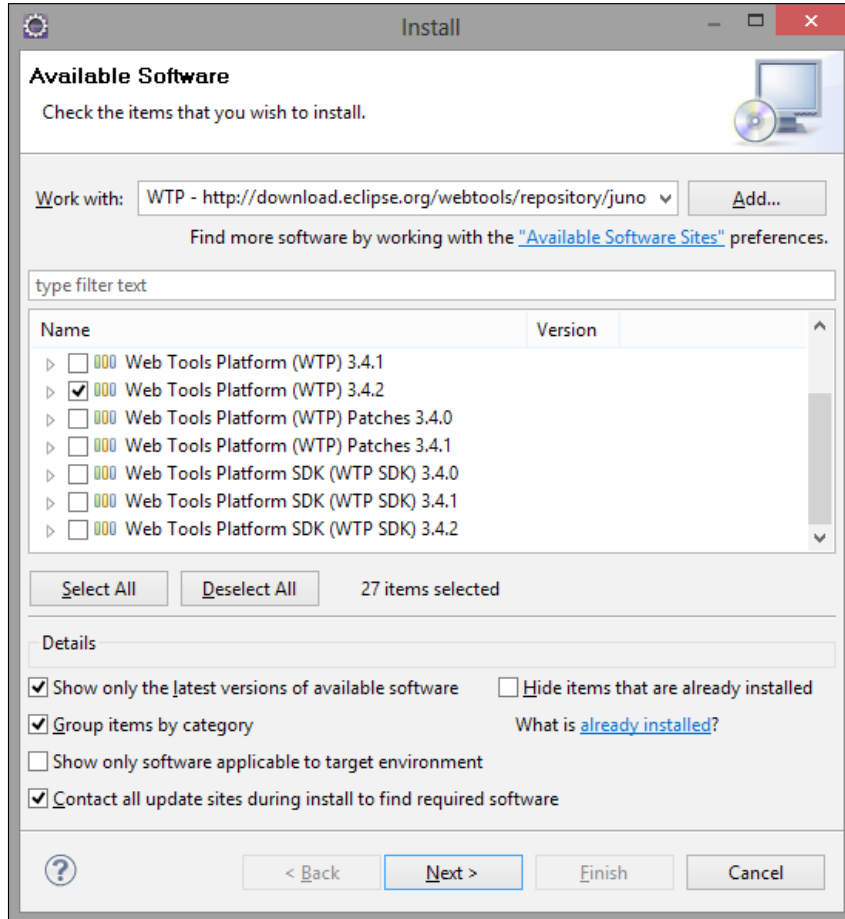 Install
Available Software
Check the items that you wish to install.
Work with: WTP - http://download.eclipse.org/webtools/repository/juno Add...
Find more software by working with the "Available Software Sites" preferences.
type filter text
Name Version
Web Tools Platform (WTP) 3.4.1
Web Tools Platform (WTP) 3.4.2
Web Tools Platform (WTP) Patches 3.4.0
Web Tools Platform (WTP) Patches 3.4.1
Web Tools Platform SDK (WTP SDK) 3.4.0
Web Tools Platform SDK (WTP SDK) 3.4.1
Web Tools Platform SDK (WTP SDK) 3.4.2
Select All Deselect All 27 items selected
Details
Show only the latest versions of available software Hide items that are already installed
Group items by category What is already installed?
Show only software applicable to target environment
Contact all update sites during install to find required software
? < Back Next > Finish Cancel